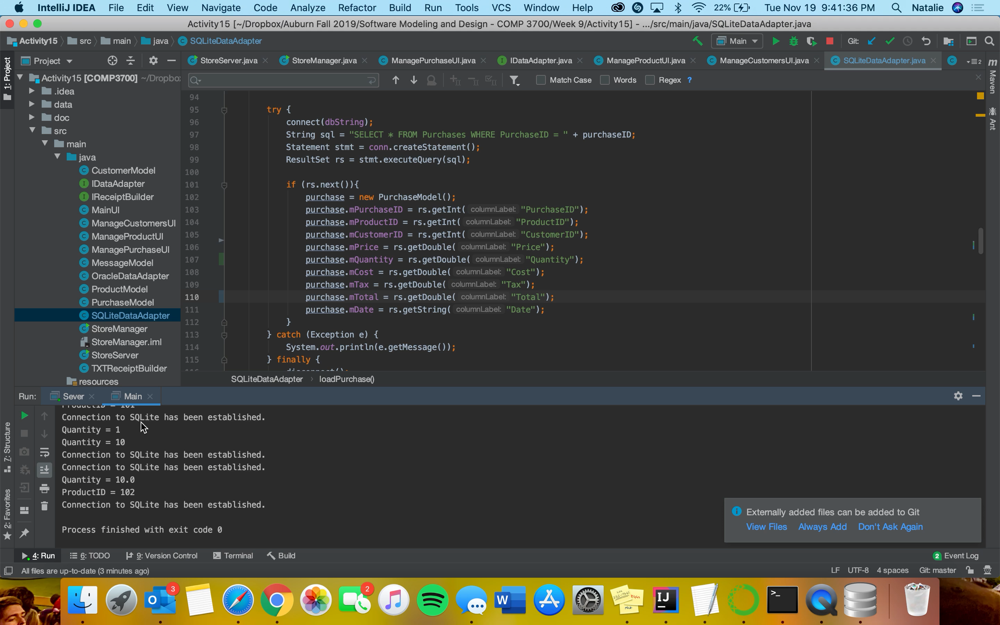 IntelliJ IDEA File Edit View Navigate Code Analyze Refactor Build Run Tools VCS Window Help 22% Tue Nov 19 9:41:36 PM Natalie
Activity15 [~/Dropbox/Auburn Fall 2019/Software Modeling and Design - COMP 3700/Week 9/Activity15] - .../src/main/java/SQLiteDataAdapter.java
Activity15 src main java SQLiteDataAdapter Main Git:
1: Project
Project
StoreServer.java StoreManager.java ManagePurchaseUI.java IDataAdapter.java ManageProductUI.java ManageCustomersUI.java SQLiteDataAdapter.java 2
Match Case Words Regex ?
Maven
Ant
Activity15 [COMP3700] ~/Dropbox
.idea
data
doc
src
main
java
CustomerModel
IDataAdapter
IReceiptBuilder
MainUI
ManageCustomersUI
ManageProductUI
ManagePurchaseUI
MessageModel
OracleDataAdapter
ProductModel
PurchaseModel
SQLiteDataAdapter
StoreManager
StoreManager.iml
StoreServer
TXTReceiptBuilder
resources
94
95 try {
96 connect(dbString);
97 String sql = "SELECT * FROM Purchases WHERE PurchaseID = " + purchaseID;
98 Statement stmt = conn.createStatement();
99 ResultSet rs = stmt.executeQuery(sql);
100
101 if (rs.next()){
102 purchase = new PurchaseModel();
103 purchase.mPurchaseID = rs.getInt( columnLabel: "PurchaseID");
104 purchase.mProductID = rs.getInt( columnLabel: "ProductID");
105 purchase.mCustomerID = rs.getInt( columnLabel: "CustomerID");
106 purchase.mPrice = rs.getDouble( columnLabel: "Price");
107 purchase.mQuantity = rs.getDouble( columnLabel: "Quantity");
108 purchase.mCost = rs.getDouble( columnLabel: "Cost");
109 purchase.mTax = rs.getDouble( columnLabel: "Tax");
110 purchase.mTotal = rs.getDouble( columnLabel: "Total");
111 purchase.mDate = rs.getString( columnLabel: "Date");
112 }
113 } catch (Exception e) {
114 System.out.println(e.getMessage());
115 } finally {
116 disconnect();
SQLiteDataAdapter › loadPurchase()
Run: Sever Main
ProductID = 101
Connection to SQLite has been established.
Quantity = 1
Quantity = 10
Connection to SQLite has been established.
Connection to SQLite has been established.
Quantity = 10.0
ProductID = 102
Connection to SQLite has been established.
Process finished with exit code 0
7: Structure
2: Favorites
Externally added files can be added to Git
View Files Always Add Don't Ask Again
4: Run 6: TODO 9: Version Control Terminal Build 2 Event Log
All files are up-to-date (3 minutes ago) LF UTF-8 4 spaces Git: master
3 2
W IJ >_
EGGS
MILK